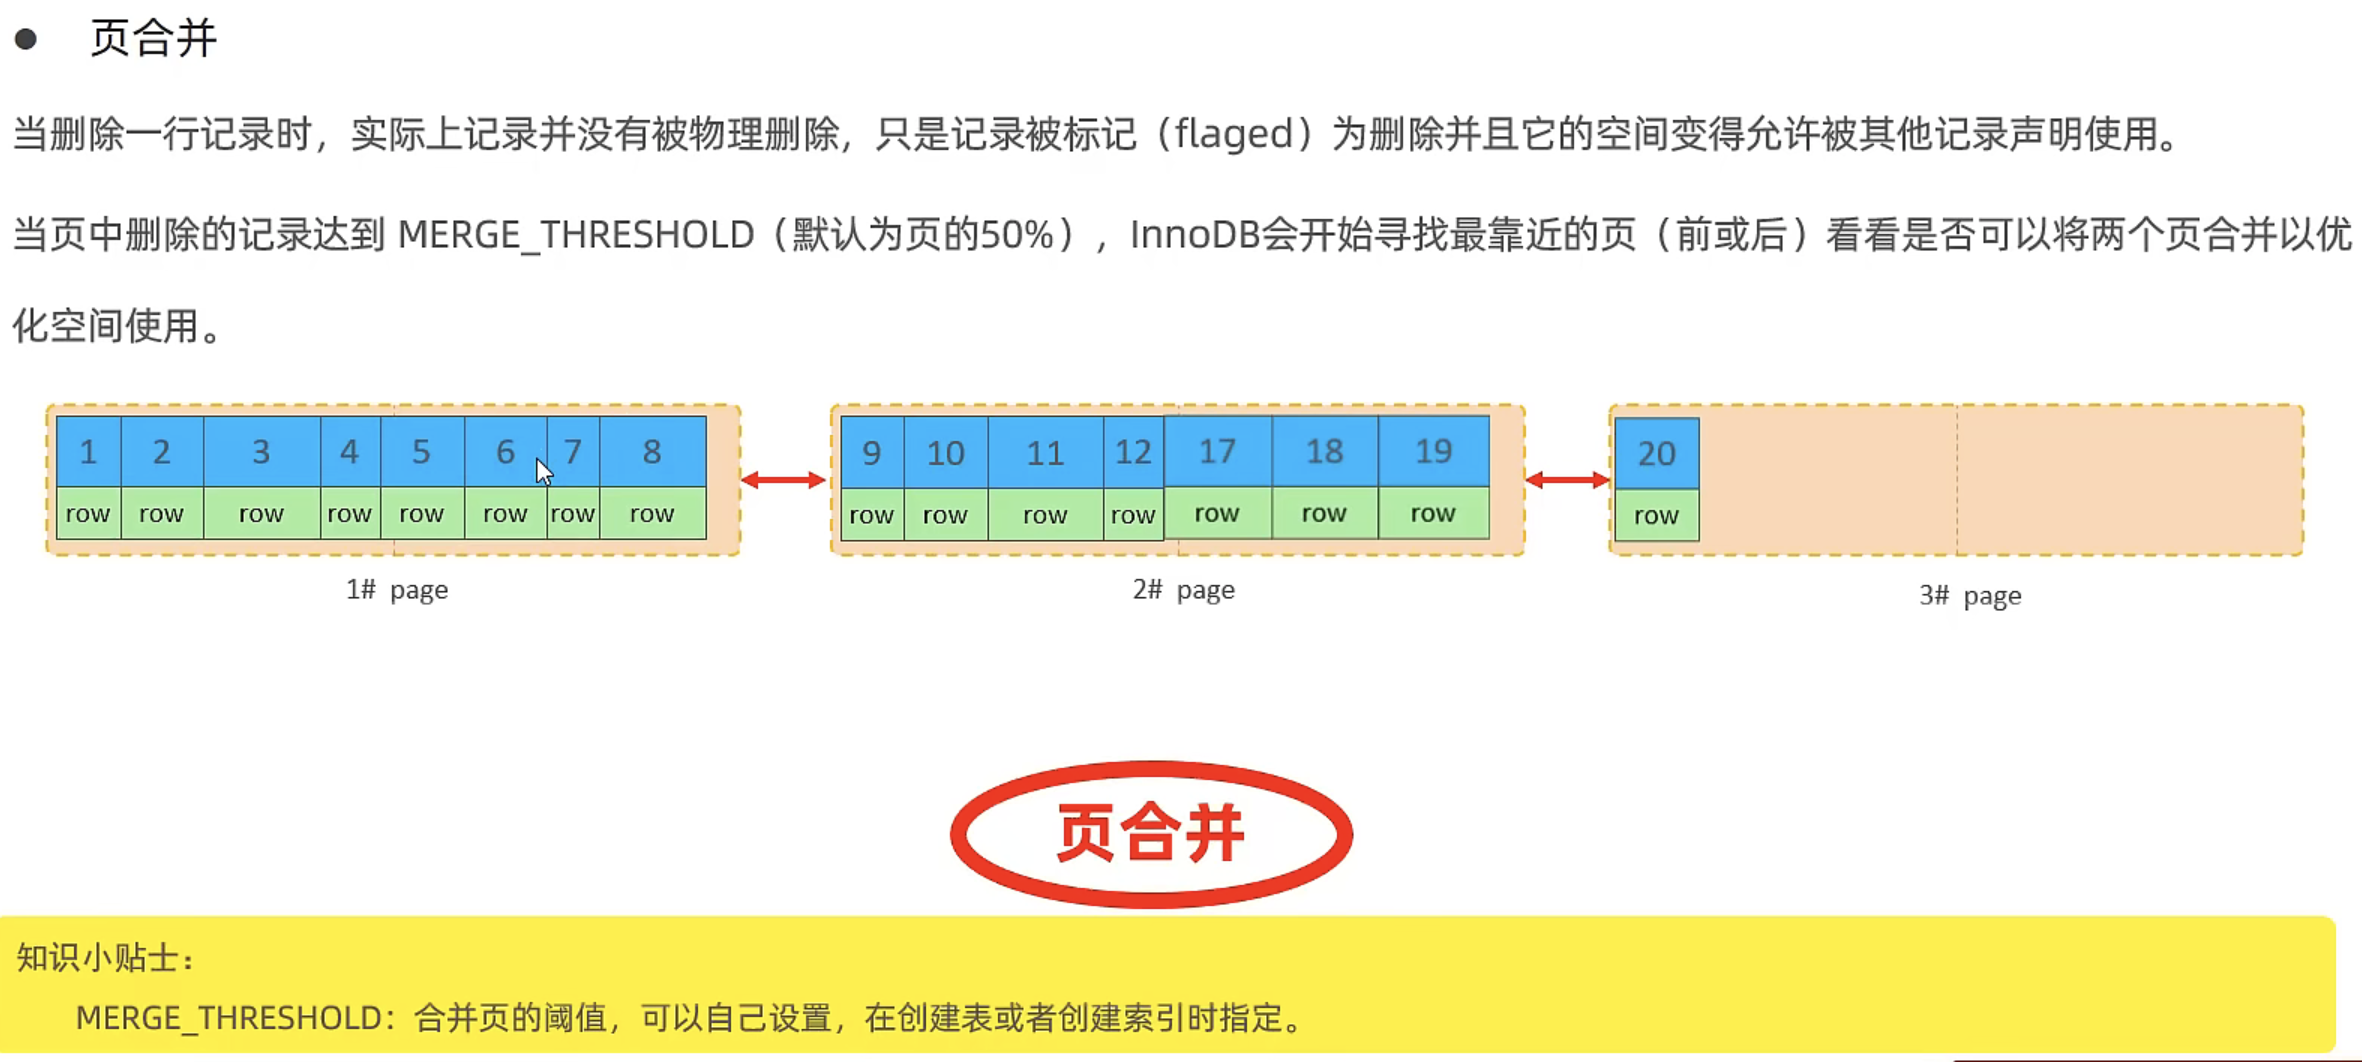 ● 页合并
当删除一行记录时，实际上记录并没有被物理删除，只是记录被标记（flaged）为删除并且它的空间变得允许被其他记录声明使用。
当页中删除的记录达到 MERGE_THRESHOLD（默认为页的50%），InnoDB会开始寻找最靠近的页（前或后）看看是否可以将两个页合并以优
化空间使用。
1 2 3 4 5 6 7 8
row row row row row row row row
1# page
9 10 11 12 17 18 19
row row row row row row row
2# page
20
row
3# page
页合并
知识小贴士：
MERGE_THRESHOLD：合并页的阈值，可以自己设置，在创建表或者创建索引时指定。